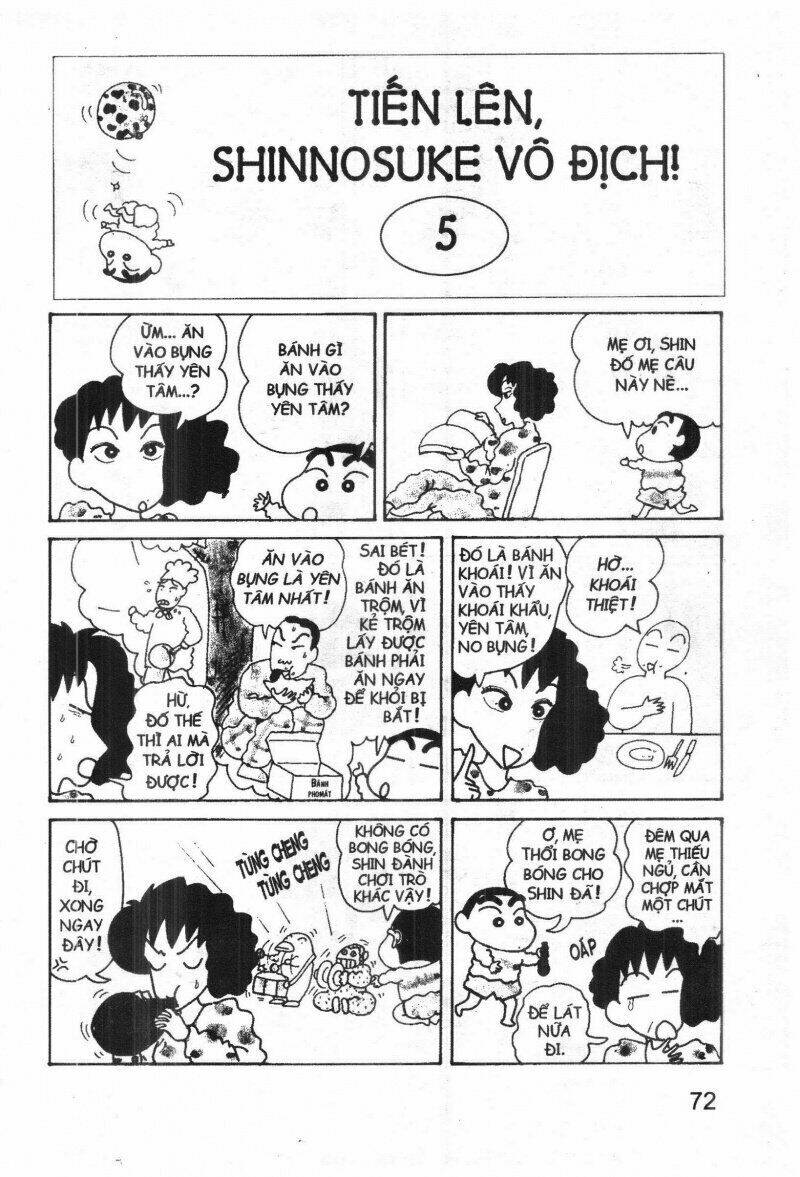 TIẾN LÊN,
SHINNOSUKE VÔ ĐỊCH!
5
MẸ ƠI, SHIN
ĐỐ MẸ CÂU
NÀY NÈ...
BÁNH GÌ
ĂN VÀO
BỤNG THẤY
YÊN TÂM?
ỪM... ĂN
VÀO BỤNG
THẤY YÊN
TÂM...?
HỜ...
KHOÁI
THIỆT!
ĐÓ LÀ BÁNH
KHOÁI! VÌ ĂN
VÀO THẤY
KHOÁI KHẨU,
YÊN TÂM,
NO BỤNG!
SAI BÉT!
ĐÓ LÀ
BÁNH ĂN
TRỘM, VÌ
KẺ TRỘM
LẤY ĐƯỢC
BÁNH PHẢI
ĂN NGAY
ĐỂ KHỎI BỊ
BẮT!
ĂN VÀO
BỤNG LÀ YÊN
TÂM NHẤT!
BÁNH
PHOMÁT
HỪ,
ĐỐ THẾ
THÌ AI MÀ
TRẢ LỜI
ĐƯỢC!
ĐÊM QUA
MẸ THIẾU
NGỦ, CẦN
CHỢP MẮT
MỘT CHÚT
...
Ơ, MẸ
THỔI BONG
BÓNG CHO
SHIN ĐÃ!
OÁP
ĐỂ LÁT
NỮA
ĐI.
KHÔNG CÓ
BONG BÓNG,
SHIN ĐÀNH
CHƠI TRÒ
KHÁC VẬY!
TÙNG CHENG
TÙNG CHENG
CHỜ
CHÚT
ĐI,
XONG
NGAY
ĐÂY!
72